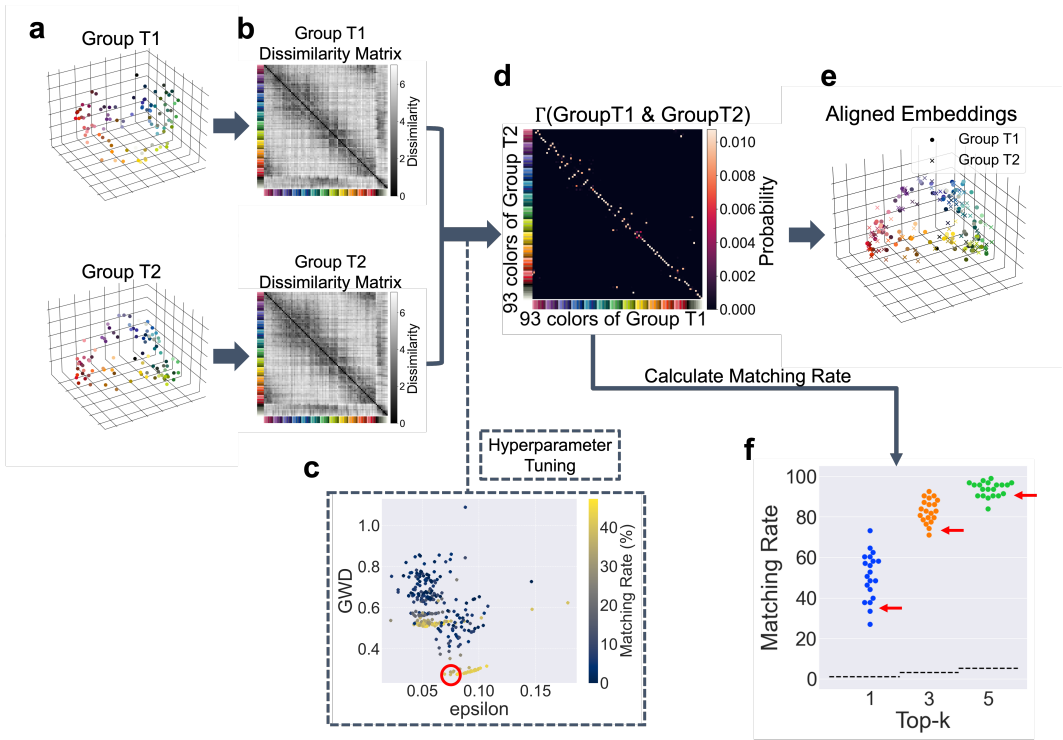 a
Group T1
b
Group T1
Dissimilarity Matrix
6
4
2
0
Dissimilarity
Group T2
Group T2
Dissimilarity Matrix
6
4
2
0
Dissimilarity
d
Γ(GroupT1 & GroupT2)
93 colors of Group T2
93 colors of Group T1
0.010
0.008
0.006
0.004
0.002
0.000
Probability
e
Aligned Embeddings
Group T1
Group T2
Calculate Matching Rate
Hyperparameter
Tuning
c
1.0
0.8
0.6
0.4
GWD
0.05
0.10
0.15
epsilon
40
30
20
10
0
Matching Rate (%)
f
100
80
60
40
20
0
Matching Rate
1
3
5
Top-k